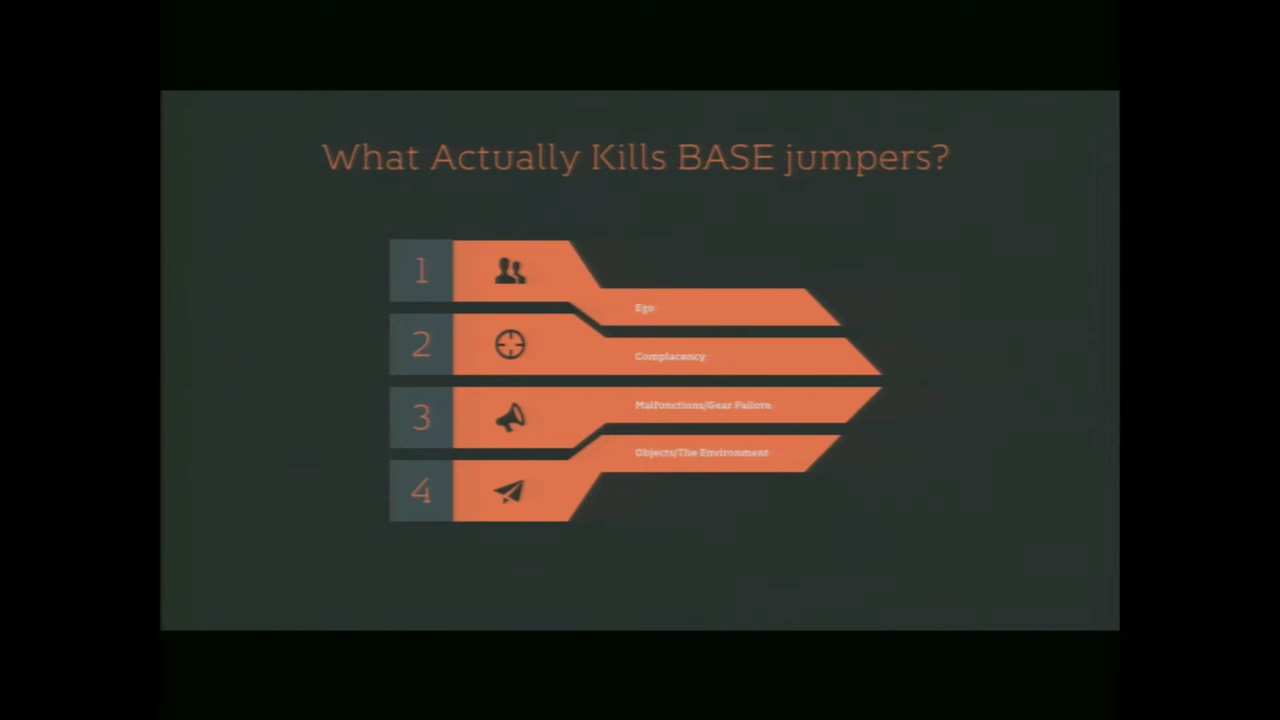 What Actually Kills BASE jumpers?
1
Ego
2
Complacency
3
Malfunctions/Gear Failure
4
Objects/The Environment